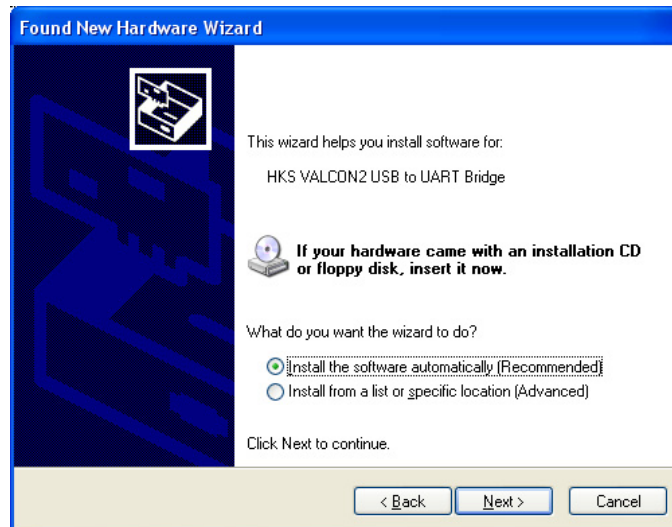 Found New Hardware Wizard
This wizard helps you install software for:
HKS VALCON2 USB to UART Bridge
If your hardware came with an installation CD
or floppy disk, insert it now.
What do you want the wizard to do?
Install the software automatically (Recommended)
Install from a list or specific location (Advanced)
Click Next to continue.
< Back Next > Cancel